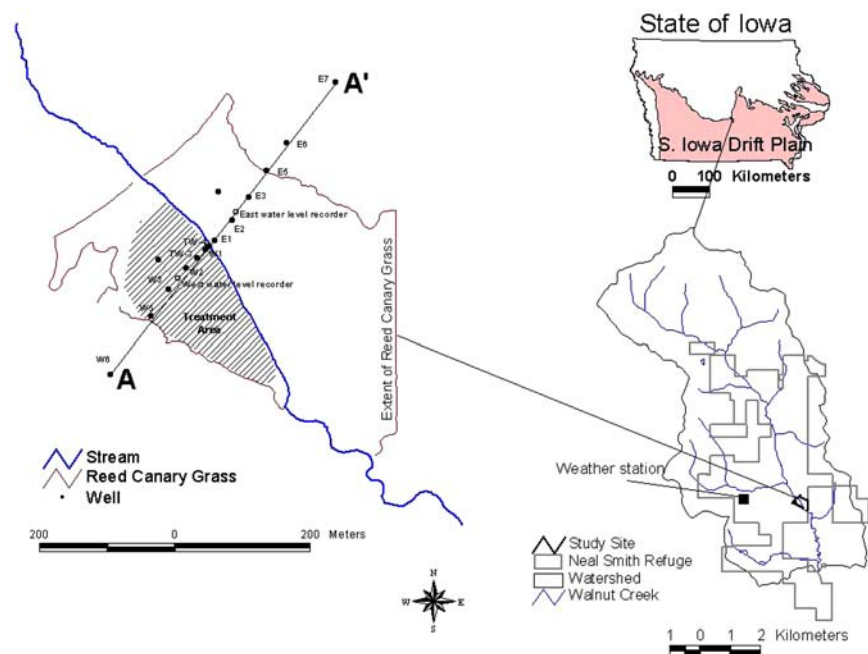 E7
A'
E6
E5
E3
East water level recorder
E2
E1
W1
W2
W3
West water level recorder
W5
Treatment
Area
W6
A
Extent of Reed Canary Grass
Stream
Reed Canary Grass
Well
200 0 200 Meters
N
W E
S
State of Iowa
S. Iowa Drift Plain
0 100 Kilometers
Weather station
Study Site
Neal Smith Refuge
Watershed
Walnut Creek
1 0 1 2 Kilometers